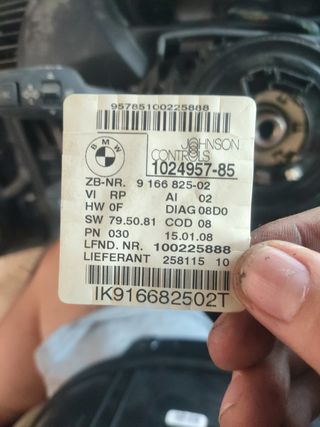 95785100225888
BMW
JOHNSON
CONTROLS
1024957-85
ZB-NR. 9 166 825-02
VI RP AI 02
HW 0F DIAG 08D0
SW 79.50.81 COD 08
PN 030 15.01.08
LFND. NR. 100225888
LIEFERANT 258115 10
IK916682502T